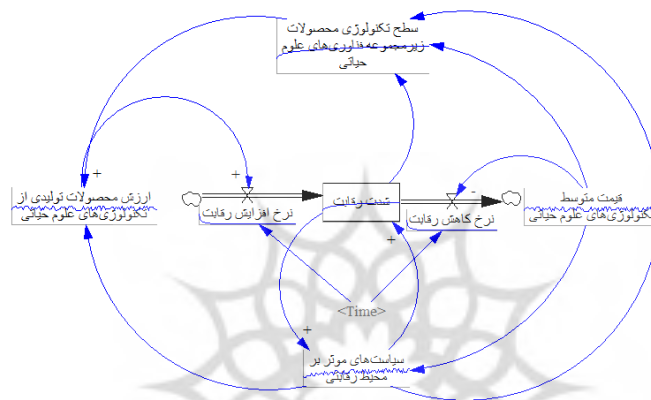 سطح تکنولوژی محصولات
زیرمجموعه فناوری‌های علوم
حیاتی
+
+
-
ارزش محصولات تولیدی از
تکنولوژی‌های علوم حیاتی
نرخ افزایش رقابت
شدت رقابت
نرخ کاهش رقابت
قیمت متوسط
تکنولوژی‌های علوم حیاتی
+
<Time>
+
سیاست‌های موثر بر
محیط رقابتی